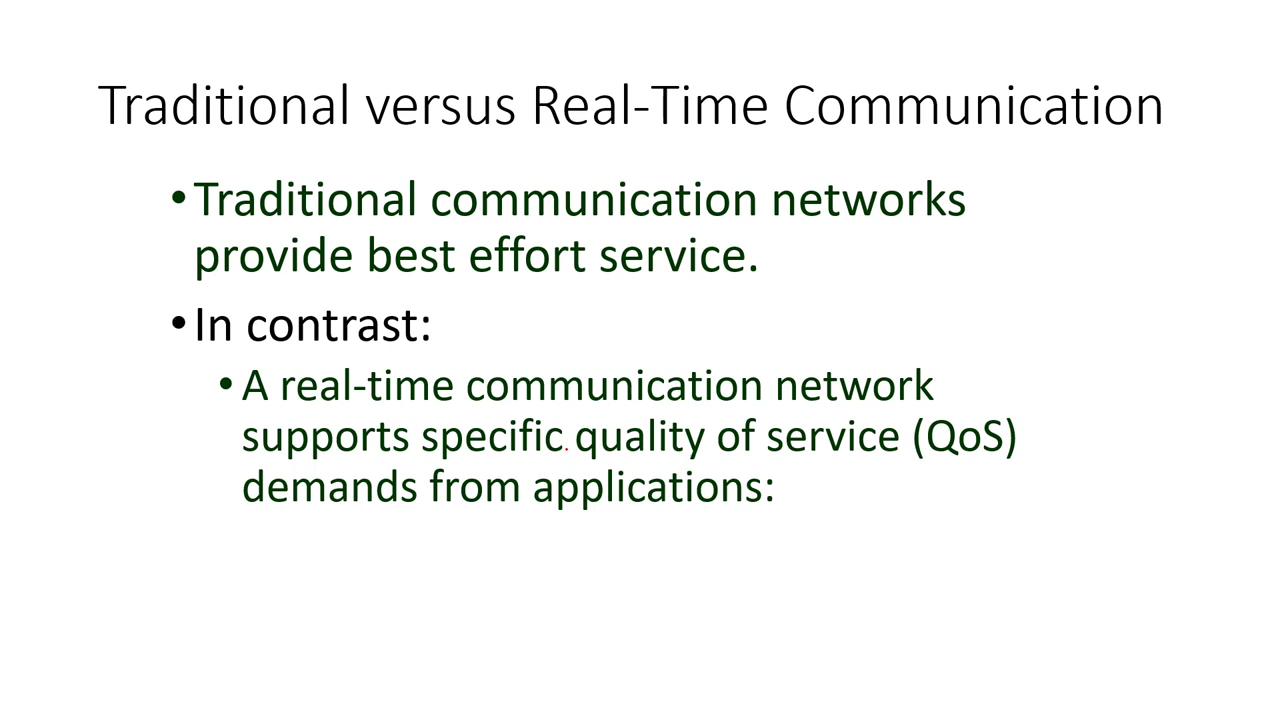 Traditional versus Real-Time Communication
• Traditional communication networks
provide best effort service.
• In contrast:
• A real-time communication network
supports specific quality of service (QoS)
demands from applications: